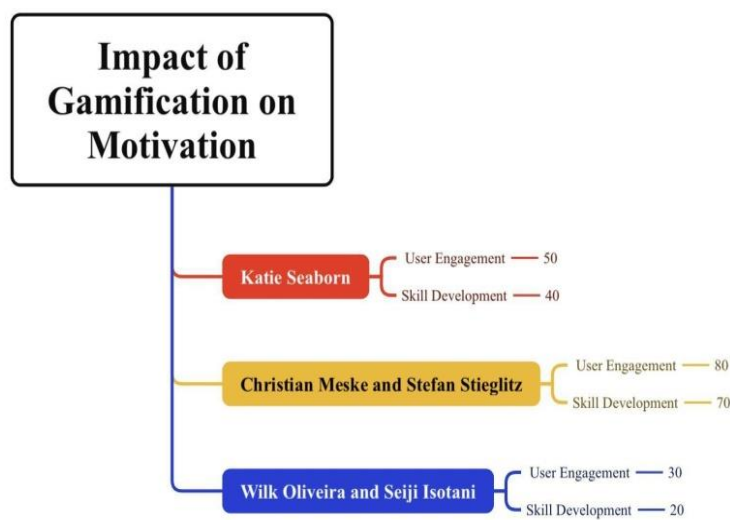 Impact of
Gamification on
Motivation
Katie Seaborn
User Engagement 50
Skill Development 40
Christian Meske and Stefan Stieglitz
User Engagement 80
Skill Development 70
Wilk Oliveira and Seiji Isotani
User Engagement 30
Skill Development 20